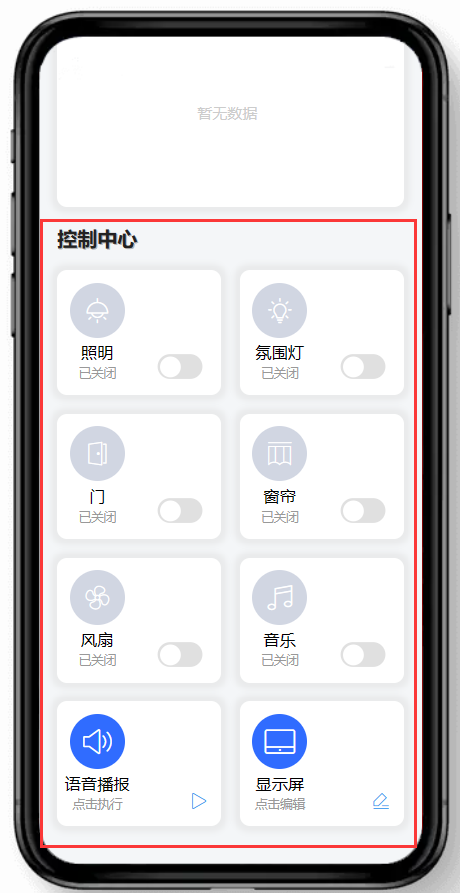 暂无数据
控制中心
照明
已关闭
氛围灯
已关闭
门
已关闭
窗帘
已关闭
风扇
已关闭
音乐
已关闭
语音播报
点击执行
显示屏
点击编辑